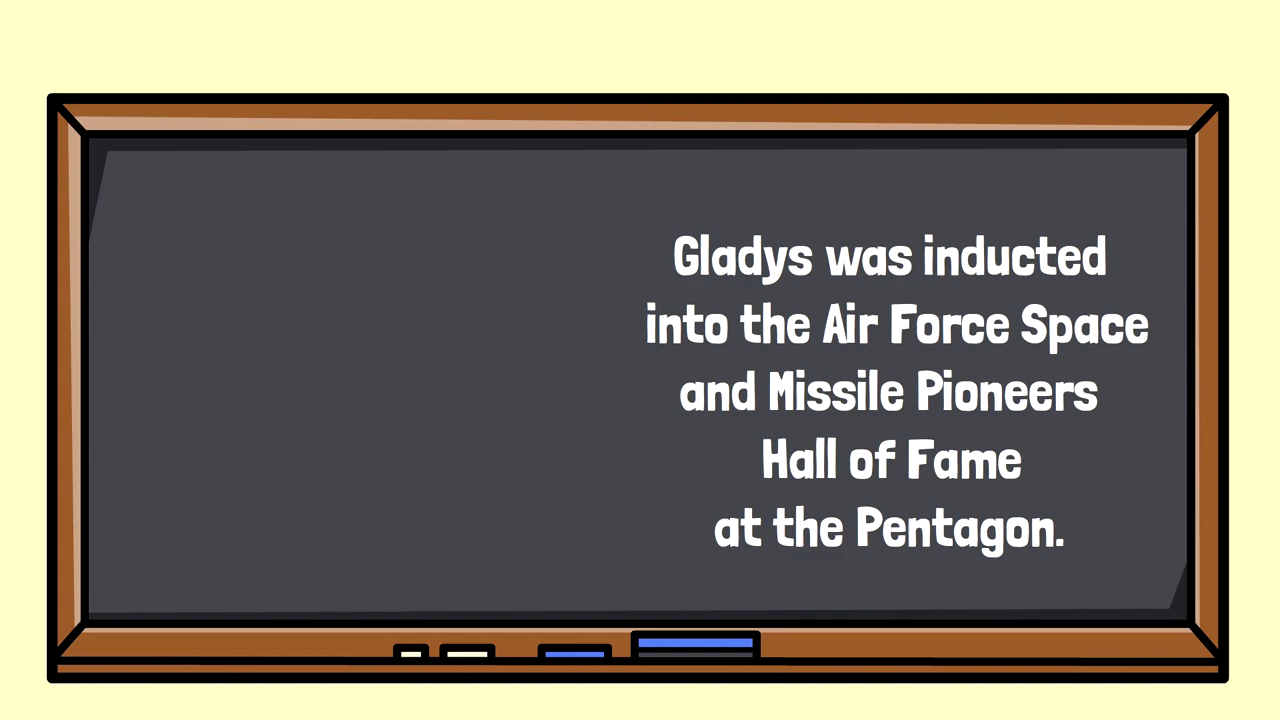 Gladys was inducted
into the Air Force Space
and Missile Pioneers
Hall of Fame
at the Pentagon.